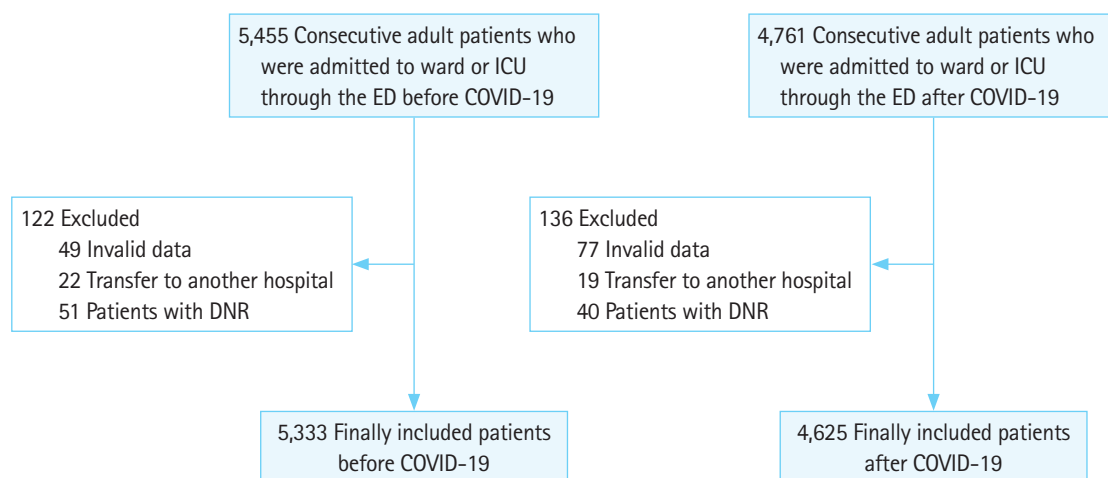 5,455 Consecutive adult patients who
were admitted to ward or ICU
through the ED before COVID-19
4,761 Consecutive adult patients who
were admitted to ward or ICU
through the ED after COVID-19
122 Excluded
49 Invalid data
22 Transfer to another hospital
51 Patients with DNR
136 Excluded
77 Invalid data
19 Transfer to another hospital
40 Patients with DNR
5,333 Finally included patients
before COVID-19
4,625 Finally included patients
after COVID-19